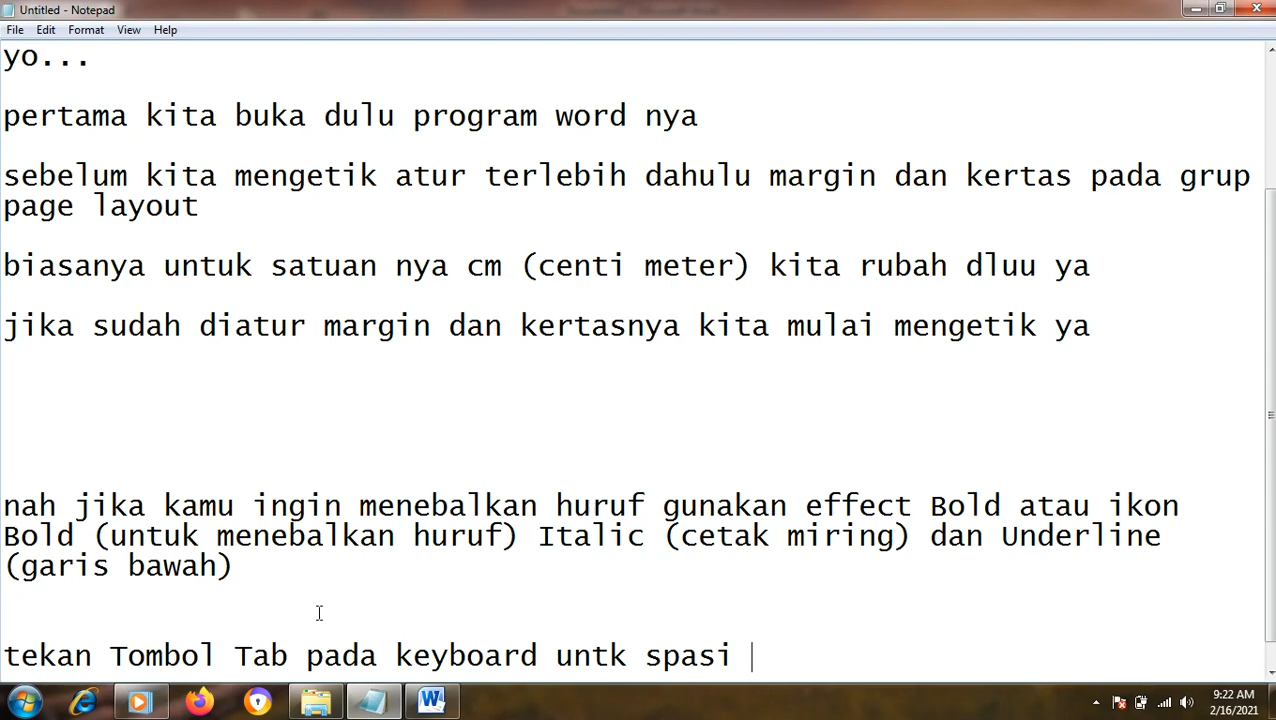 Untitled - Notepad
File Edit Format View Help
yo...
pertama kita buka dulu program word nya
sebelum kita mengetik atur terlebih dahulu margin dan kertas pada grup
page layout
biasanya untuk satuan nya cm (centi meter) kita rubah dluu ya
jika sudah diatur margin dan kertasnya kita mulai mengetik ya
nah jika kamu ingin menebalkan huruf gunakan effect Bold atau ikon
Bold (untuk menebalkan huruf) Italic (cetak miring) dan Underline
(garis bawah)
tekan Tombol Tab pada keyboard untk spasi
9:22 AM
2/16/2021